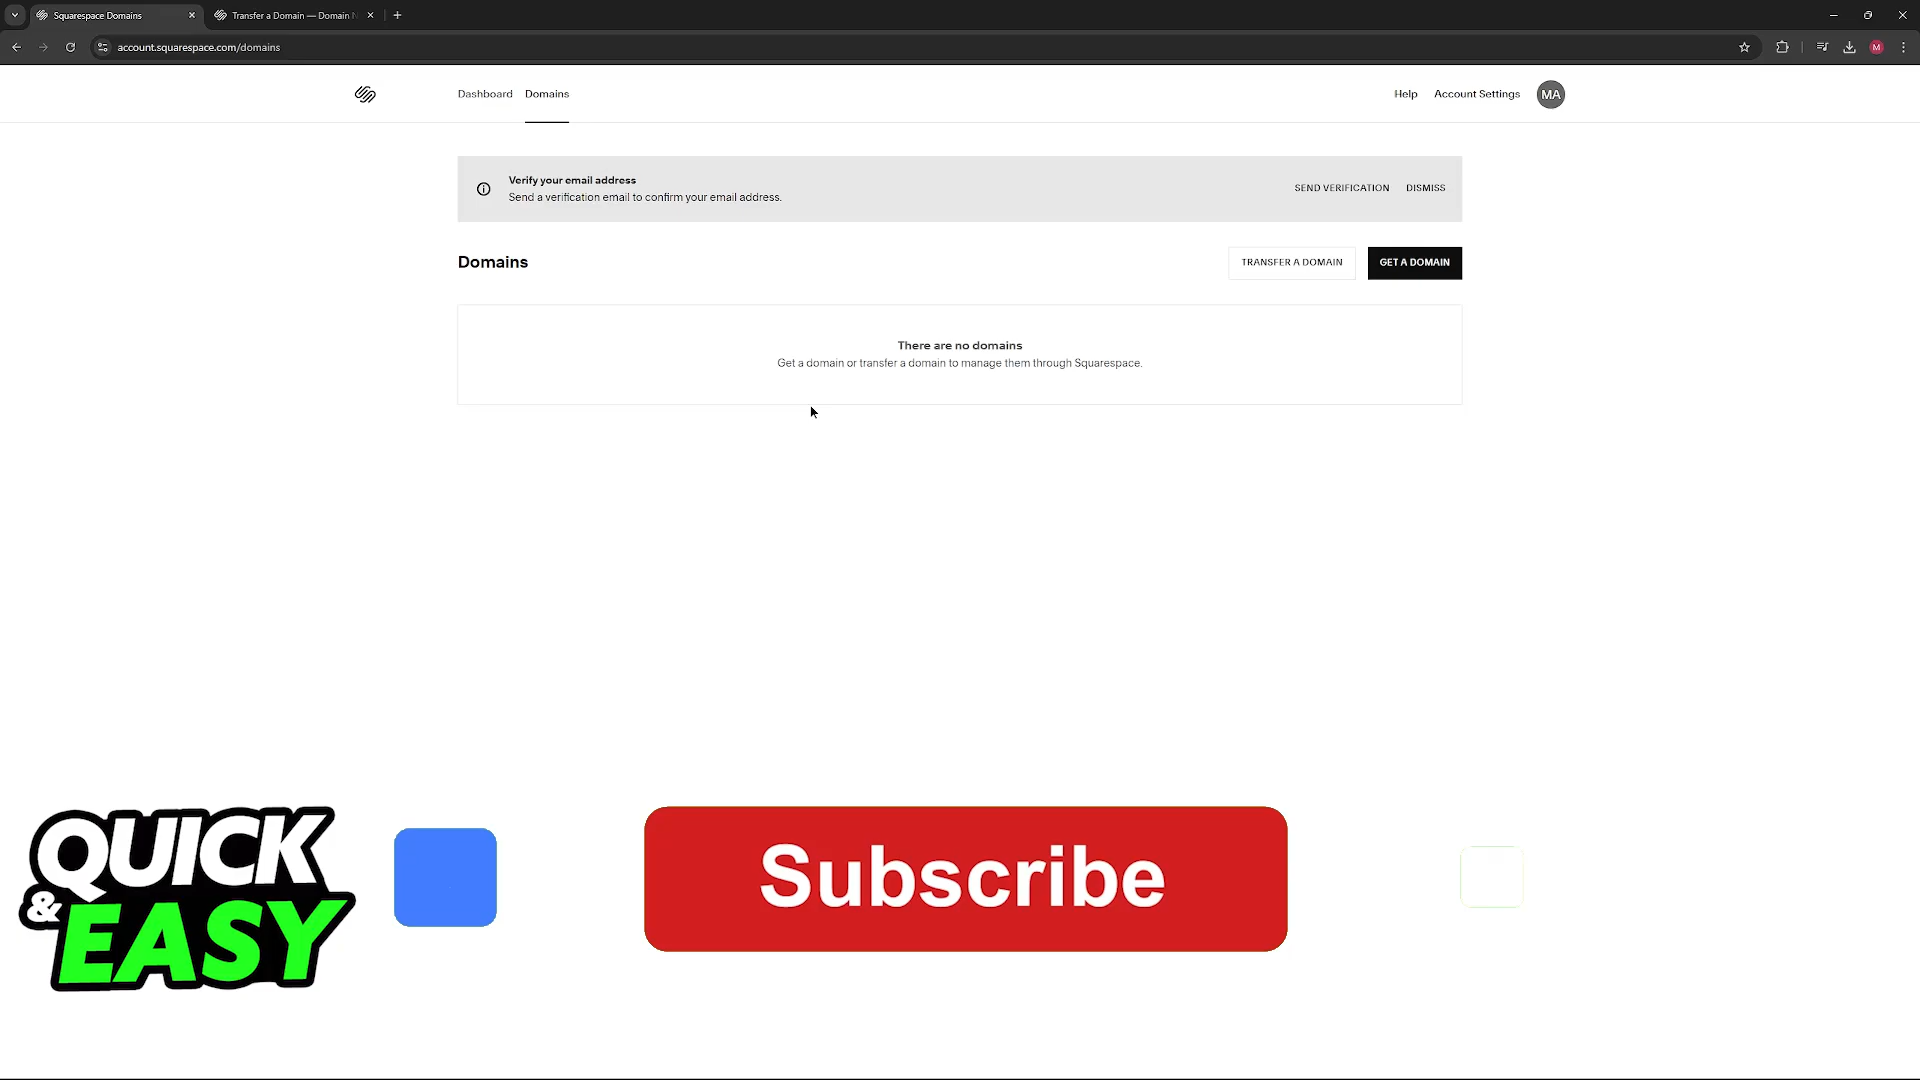 Squarespace Domains
Transfer a Domain — Domain
account.squarespace.com/domains
M
Dashboard
Domains
Help
Account Settings
MA
Verify your email address
Send a verification email to confirm your email address.
SEND VERIFICATION
DISMISS
Domains
TRANSFER A DOMAIN
GET A DOMAIN
There are no domains
Get a domain or transfer a domain to manage them through Squarespace.
QUICK
& EASY
Subscribe